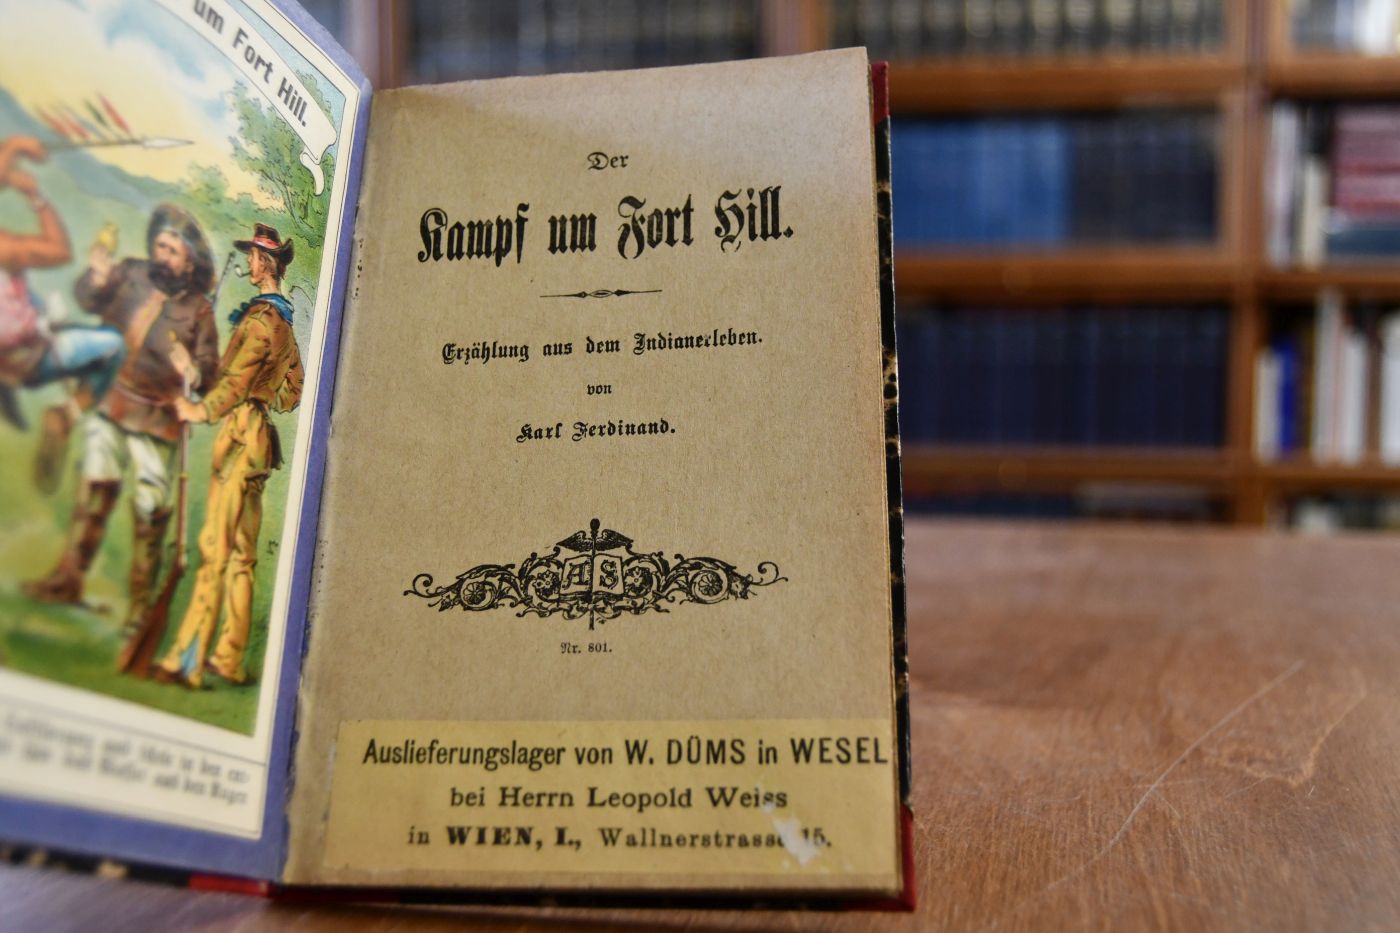 um Fort Hill.
Der
Kampf um Fort Hill.
Erzählung aus dem Indianerleben.
von
Karl Ferdinand.
AS
Nr. 801.
Auslieferungslager von W. DÜMS in WESEL
bei Herrn Leopold Weiss
in WIEN, I., Wallnerstrasse 15.